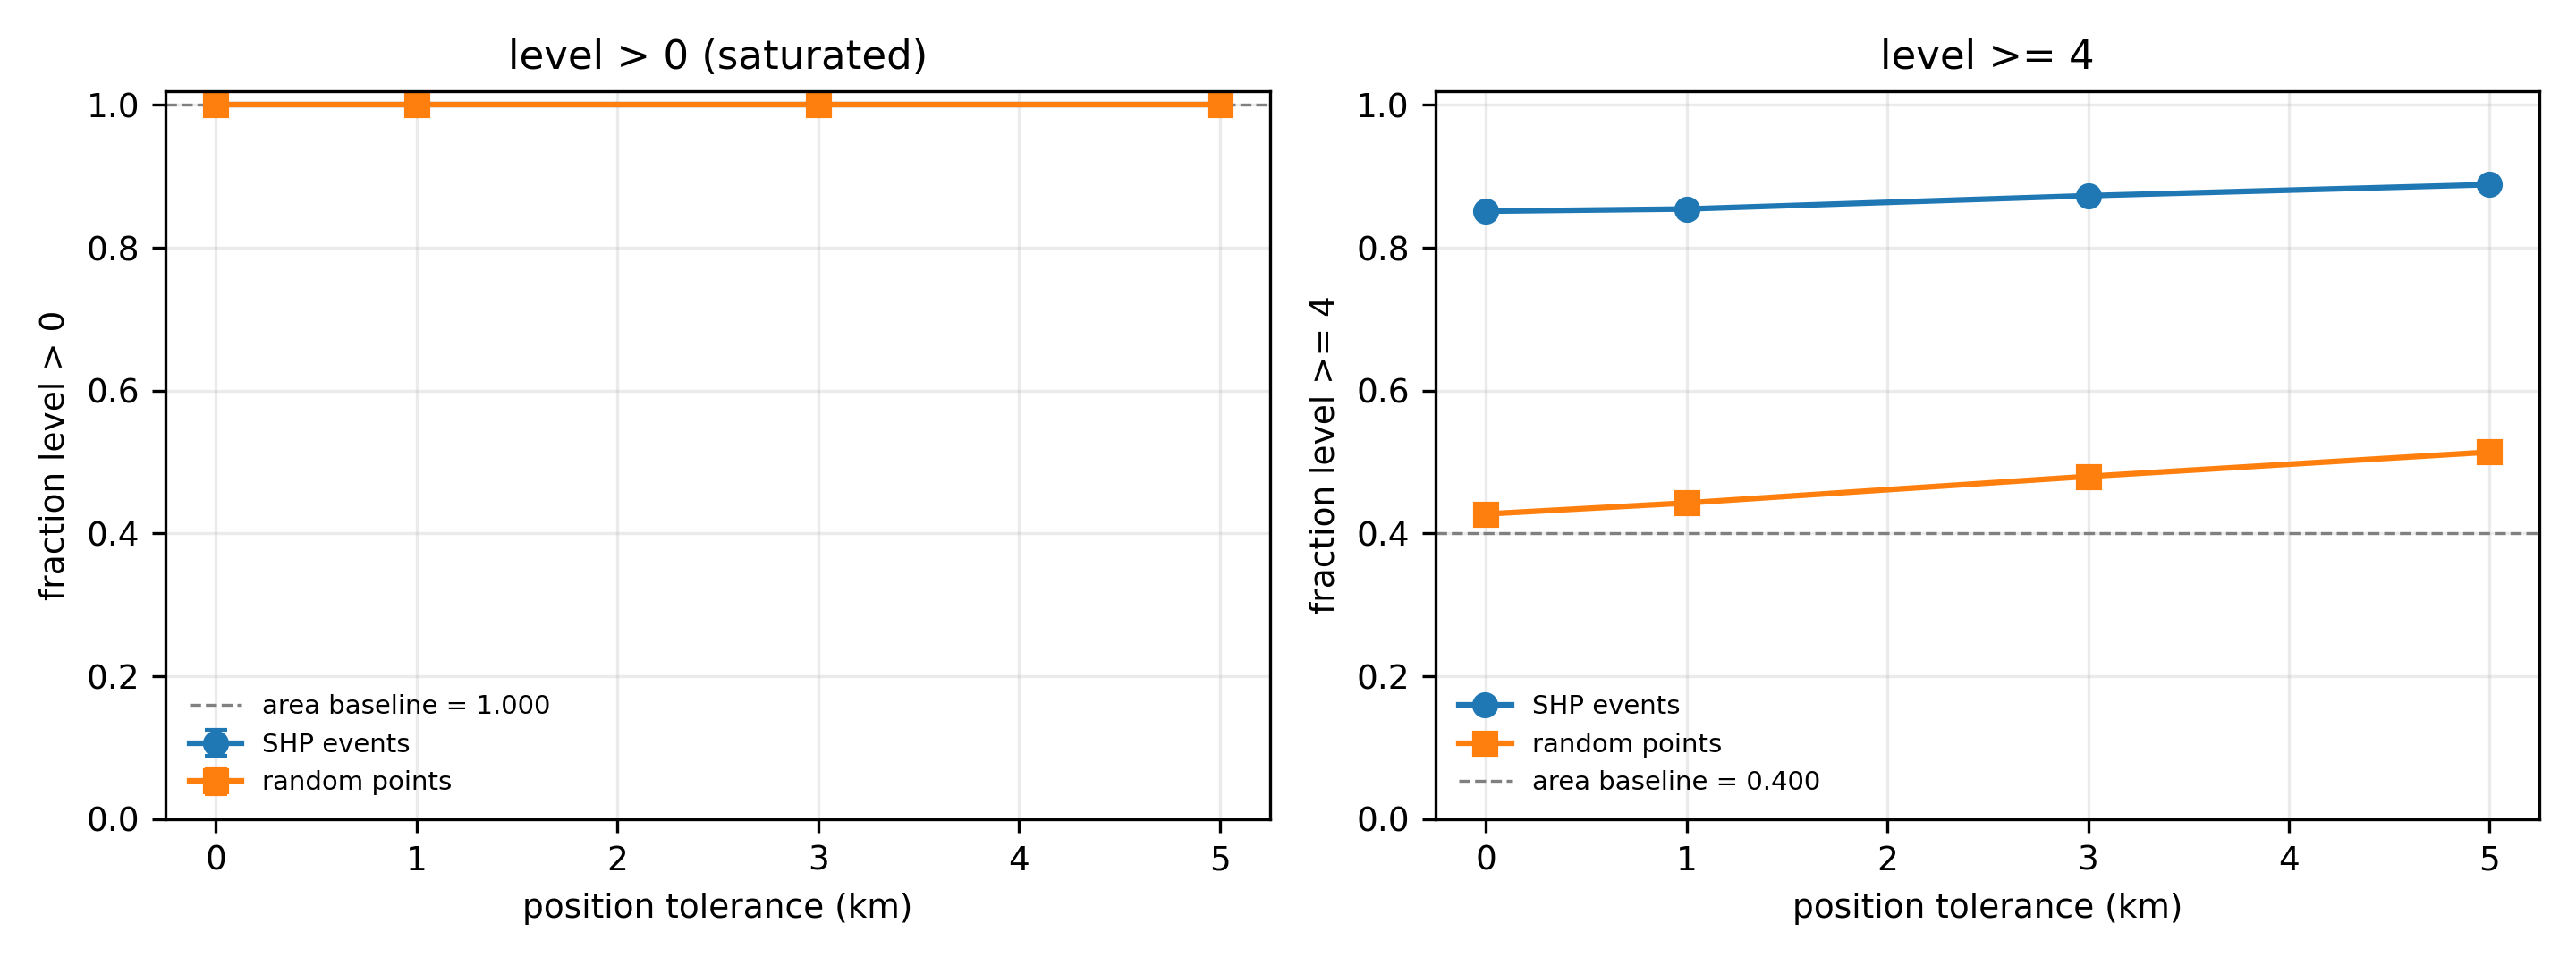 level > 0 (saturated)
fraction level > 0
1.0
0.8
0.6
0.4
0.2
0.0
area baseline = 1.000
SHP events
random points
0 1 2 3 4 5
position tolerance (km)
level >= 4
fraction level >= 4
1.0
0.8
0.6
0.4
0.2
0.0
SHP events
random points
area baseline = 0.400
0 1 2 3 4 5
position tolerance (km)